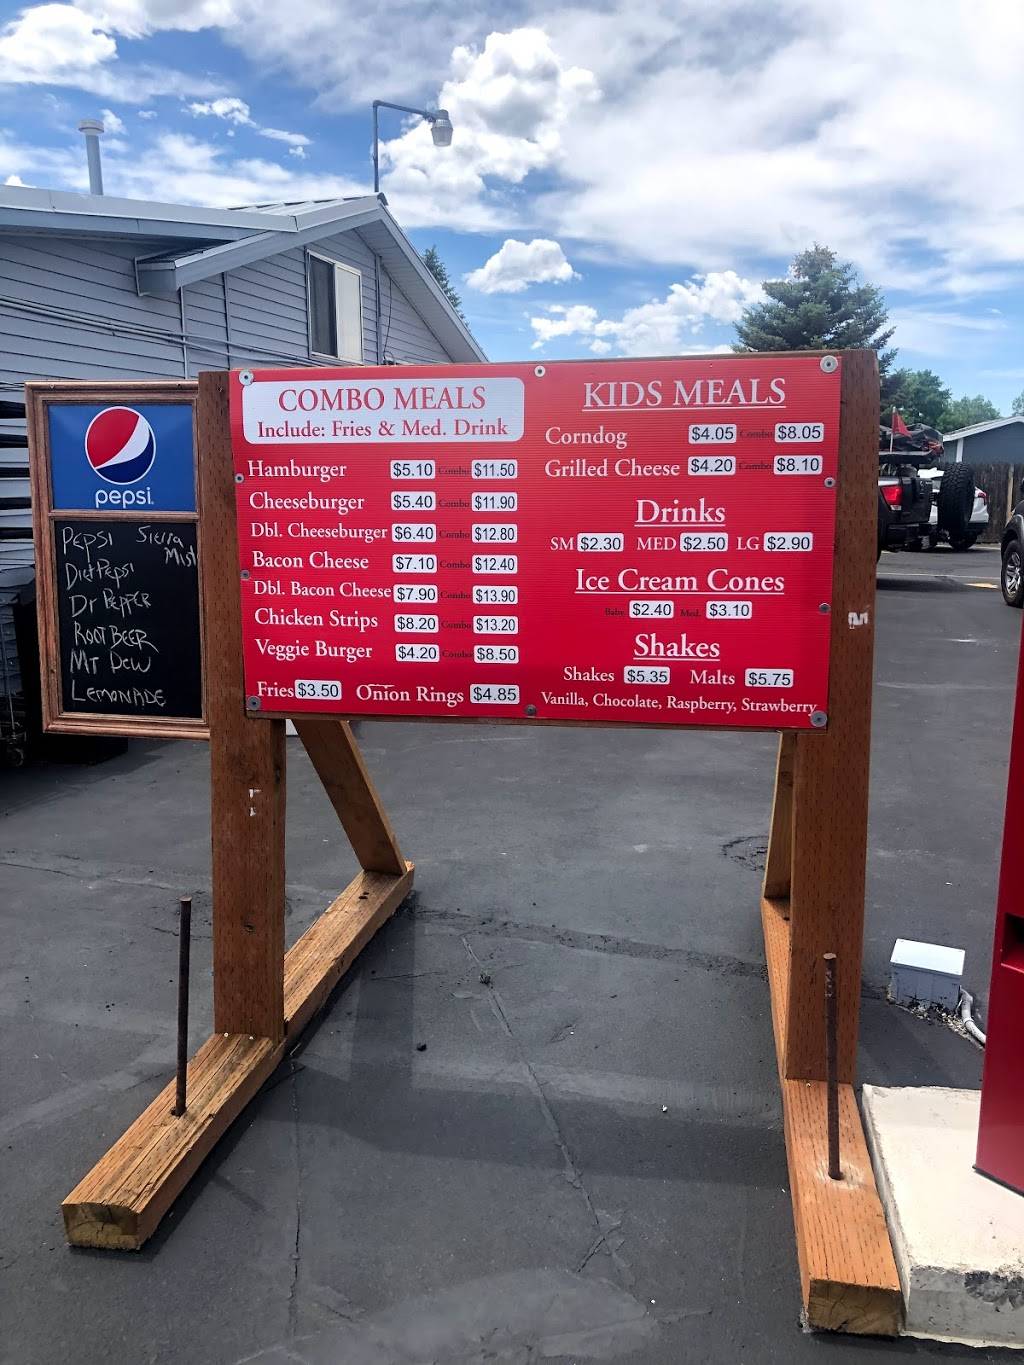 pepsi
Pepsi Sierra Mist
Diet Pepsi
Dr Pepper
Root Beer
Mt Dew
Lemonade
COMBO MEALS
Include: Fries & Med. Drink
Hamburger $5.10 Combo $11.50
Cheeseburger $5.40 Combo $11.90
Dbl. Cheeseburger $6.40 Combo $12.80
Bacon Cheese $7.10 Combo $12.40
Dbl. Bacon Cheese $7.90 Combo $13.90
Chicken Strips $8.20 Combo $13.20
Veggie Burger $4.20 Combo $8.50
Fries $3.50 Onion Rings $4.85
KIDS MEALS
Corndog $4.05 Combo $8.05
Grilled Cheese $4.20 Combo $8.10
Drinks
SM $2.30 MED $2.50 LG $2.90
Ice Cream Cones
Baby $2.40 Med. $3.10
Shakes
Shakes $5.35 Malts $5.75
Vanilla, Chocolate, Raspberry, Strawberry